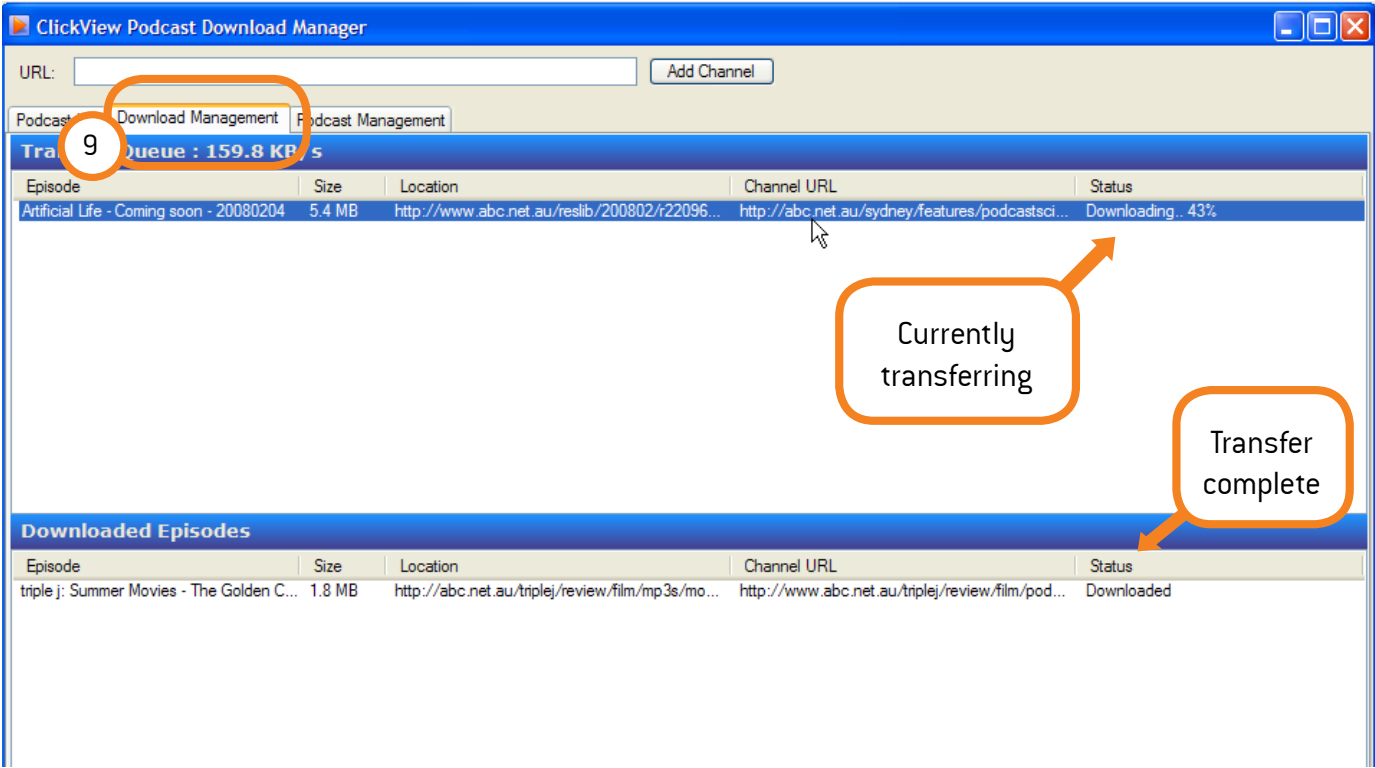 ClickView Podcast Download Manager
URL: Add Channel
Podcast Download Management Podcast Management
9
Queue : 159.8 KB/s
Episode Size Location Channel URL Status
Artificial Life - Coming soon - 20080204 5.4 MB http://www.abc.net.au/reslib/200802/r22096... http://abc.net.au/sydney/features/podcastsci... Downloading.. 43%
Currently
transferring
Transfer
complete
Downloaded Episodes
Episode Size Location Channel URL Status
triple j: Summer Movies - The Golden C... 1.8 MB http://abc.net.au/triplej/review/film/mp3s/mo... http://www.abc.net.au/triplej/review/film/pod... Downloaded